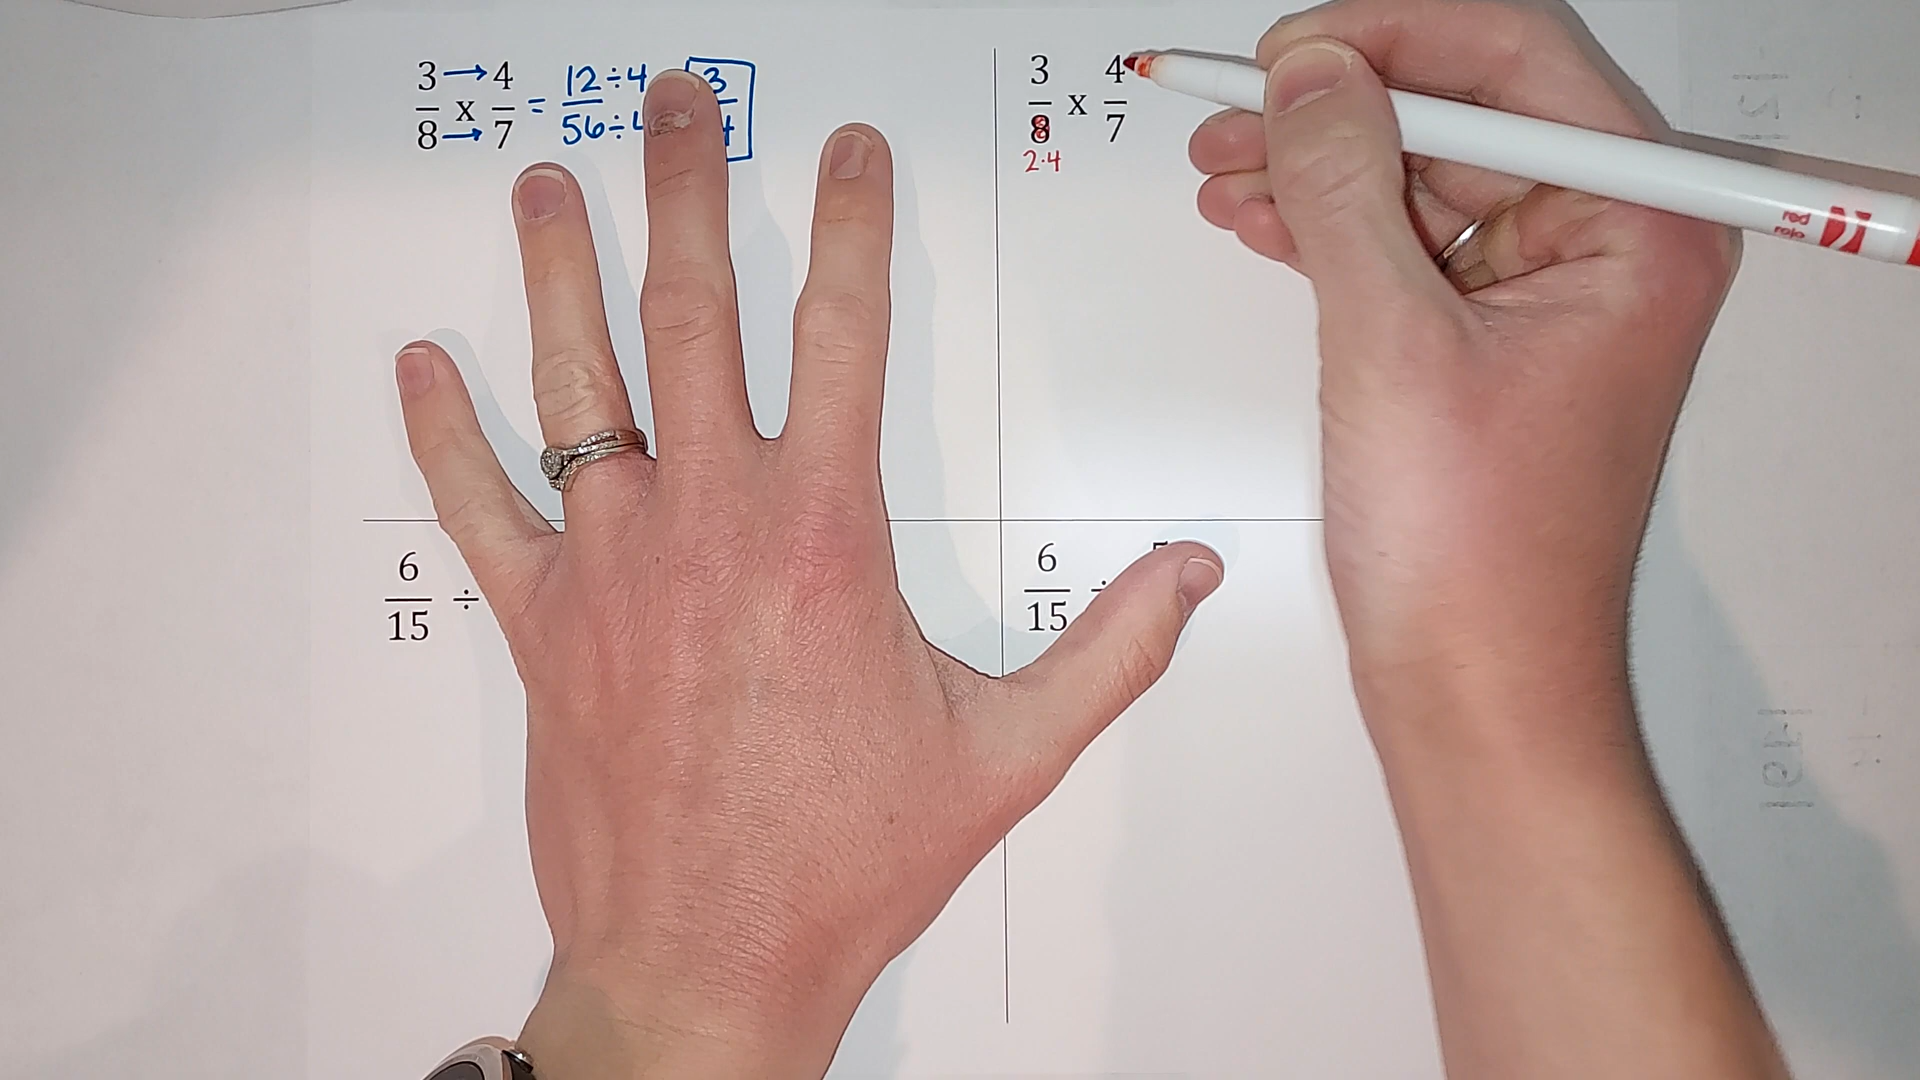 3 → 4 12 ÷ 4 3
x =
8 → 7 56 ÷ 4
3 4
x
8 7
2·4
red
rojo
6
÷
15
6
15